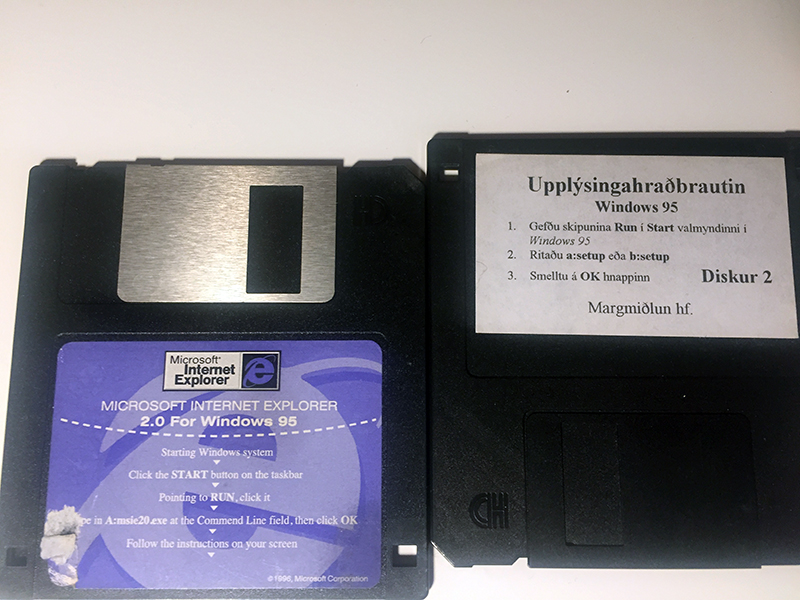 HD
Microsoft®
Internet
Explorer
MICROSOFT INTERNET EXPLORER
2.0 For Windows 95
Starting Windows system
Click the START button on the taskbar
Pointing to RUN, click it
in A:msie20.exe at the Commend Line field, then click OK
Follow the instructions on your screen
©1996, Microsoft Corporation
Upplýsingahraðbrautin
Windows 95
1. Gefðu skipunina Run í Start valmyndinni í
Windows 95
2. Ritaðu a:setup eða b:setup
3. Smelltu á OK hnappinn
Diskur 2
Margmiðlun hf.